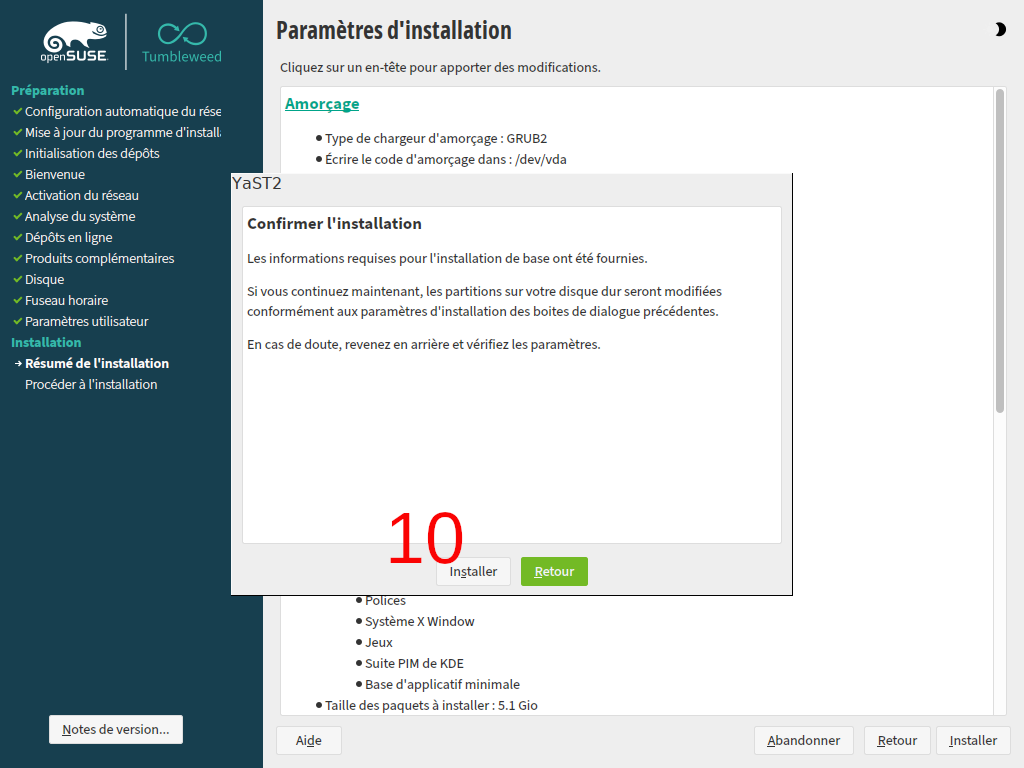 openSUSE
Tumbleweed
Préparation
Configuration automatique du rése
Mise à jour du programme d'install
Initialisation des dépôts
Bienvenue
Activation du réseau
Analyse du système
Dépôts en ligne
Produits complémentaires
Disque
Fuseau horaire
Paramètres utilisateur
Installation
Résumé de l'installation
Procéder à l'installation
Notes de version...
Paramètres d'installation
Cliquez sur un en-tête pour apporter des modifications.
Amorçage
Type de chargeur d'amorçage : GRUB2
Écrire le code d'amorçage dans : /dev/vda
YaST2
Confirmer l'installation
Les informations requises pour l'installation de base ont été fournies.
Si vous continuez maintenant, les partitions sur votre disque dur seront modifiées
conformément aux paramètres d'installation des boites de dialogue précédentes.
En cas de doute, revenez en arrière et vérifiez les paramètres.
10
Installer Retour
Polices
Système X Window
Jeux
Suite PIM de KDE
Base d'applicatif minimale
Taille des paquets à installer : 5.1 Gio
Aide Abandonner Retour Installer